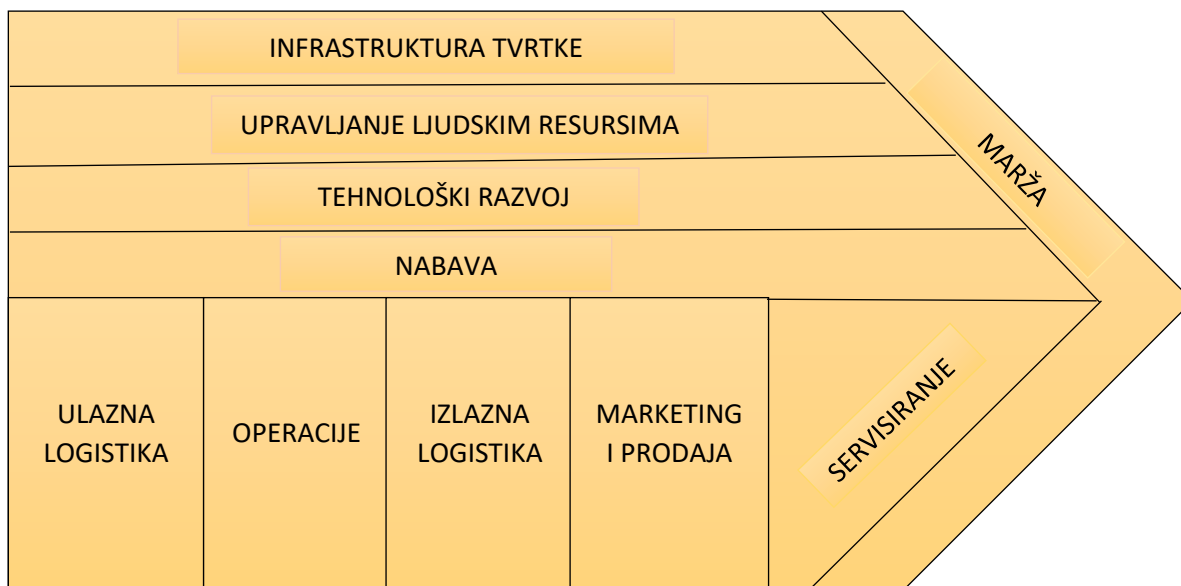 INFRASTRUKTURA TVRTKE
UPRAVLJANJE LJUDSKIM RESURSIMA
TEHNOLOŠKI RAZVOJ
NABAVA
MARŽA
ULAZNA
LOGISTIKA
OPERACIJE
IZLAZNA
LOGISTIKA
MARKETING
I PRODAJA
SERVISIRANJE